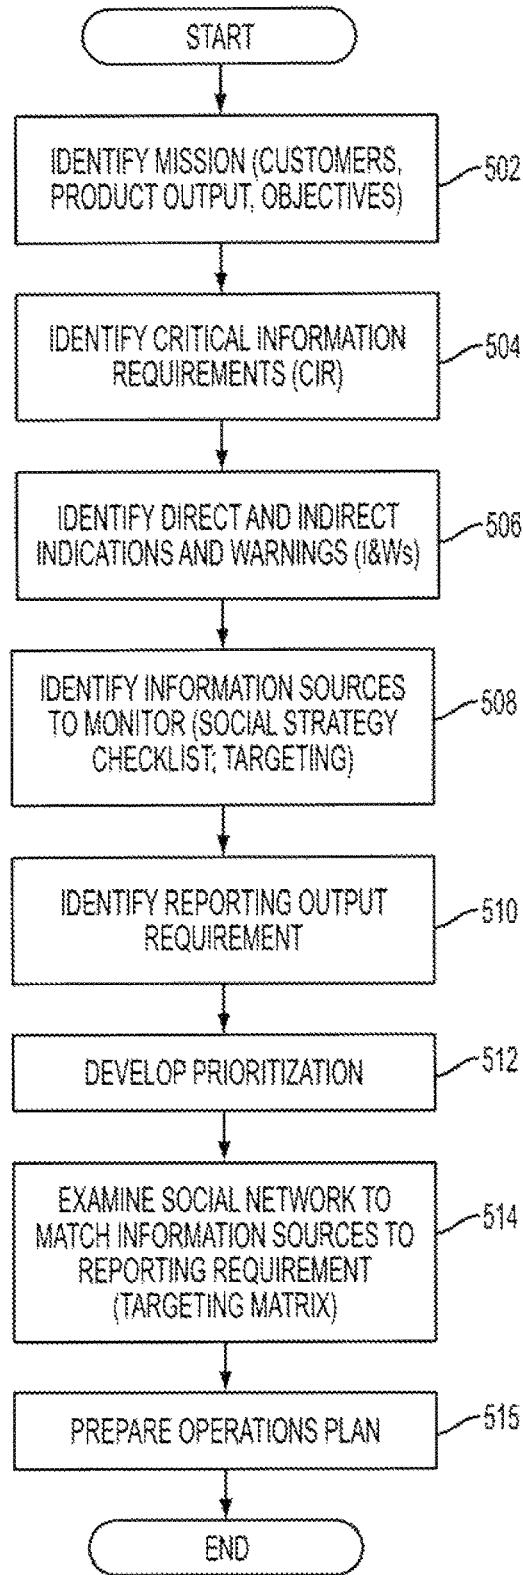 START
IDENTIFY MISSION (CUSTOMERS,
PRODUCT OUTPUT, OBJECTIVES)
502
IDENTIFY CRITICAL INFORMATION
REQUIREMENTS (CIR)
504
IDENTIFY DIRECT AND INDIRECT
INDICATIONS AND WARNINGS (I&Ws)
506
IDENTIFY INFORMATION SOURCES
TO MONITOR (SOCIAL STRATEGY
CHECKLIST; TARGETING)
508
IDENTIFY REPORTING OUTPUT
REQUIREMENT
510
DEVELOP PRIORITIZATION
512
EXAMINE SOCIAL NETWORK TO
MATCH INFORMATION SOURCES TO
REPORTING REQUIREMENT
(TARGETING MATRIX)
514
PREPARE OPERATIONS PLAN
515
END